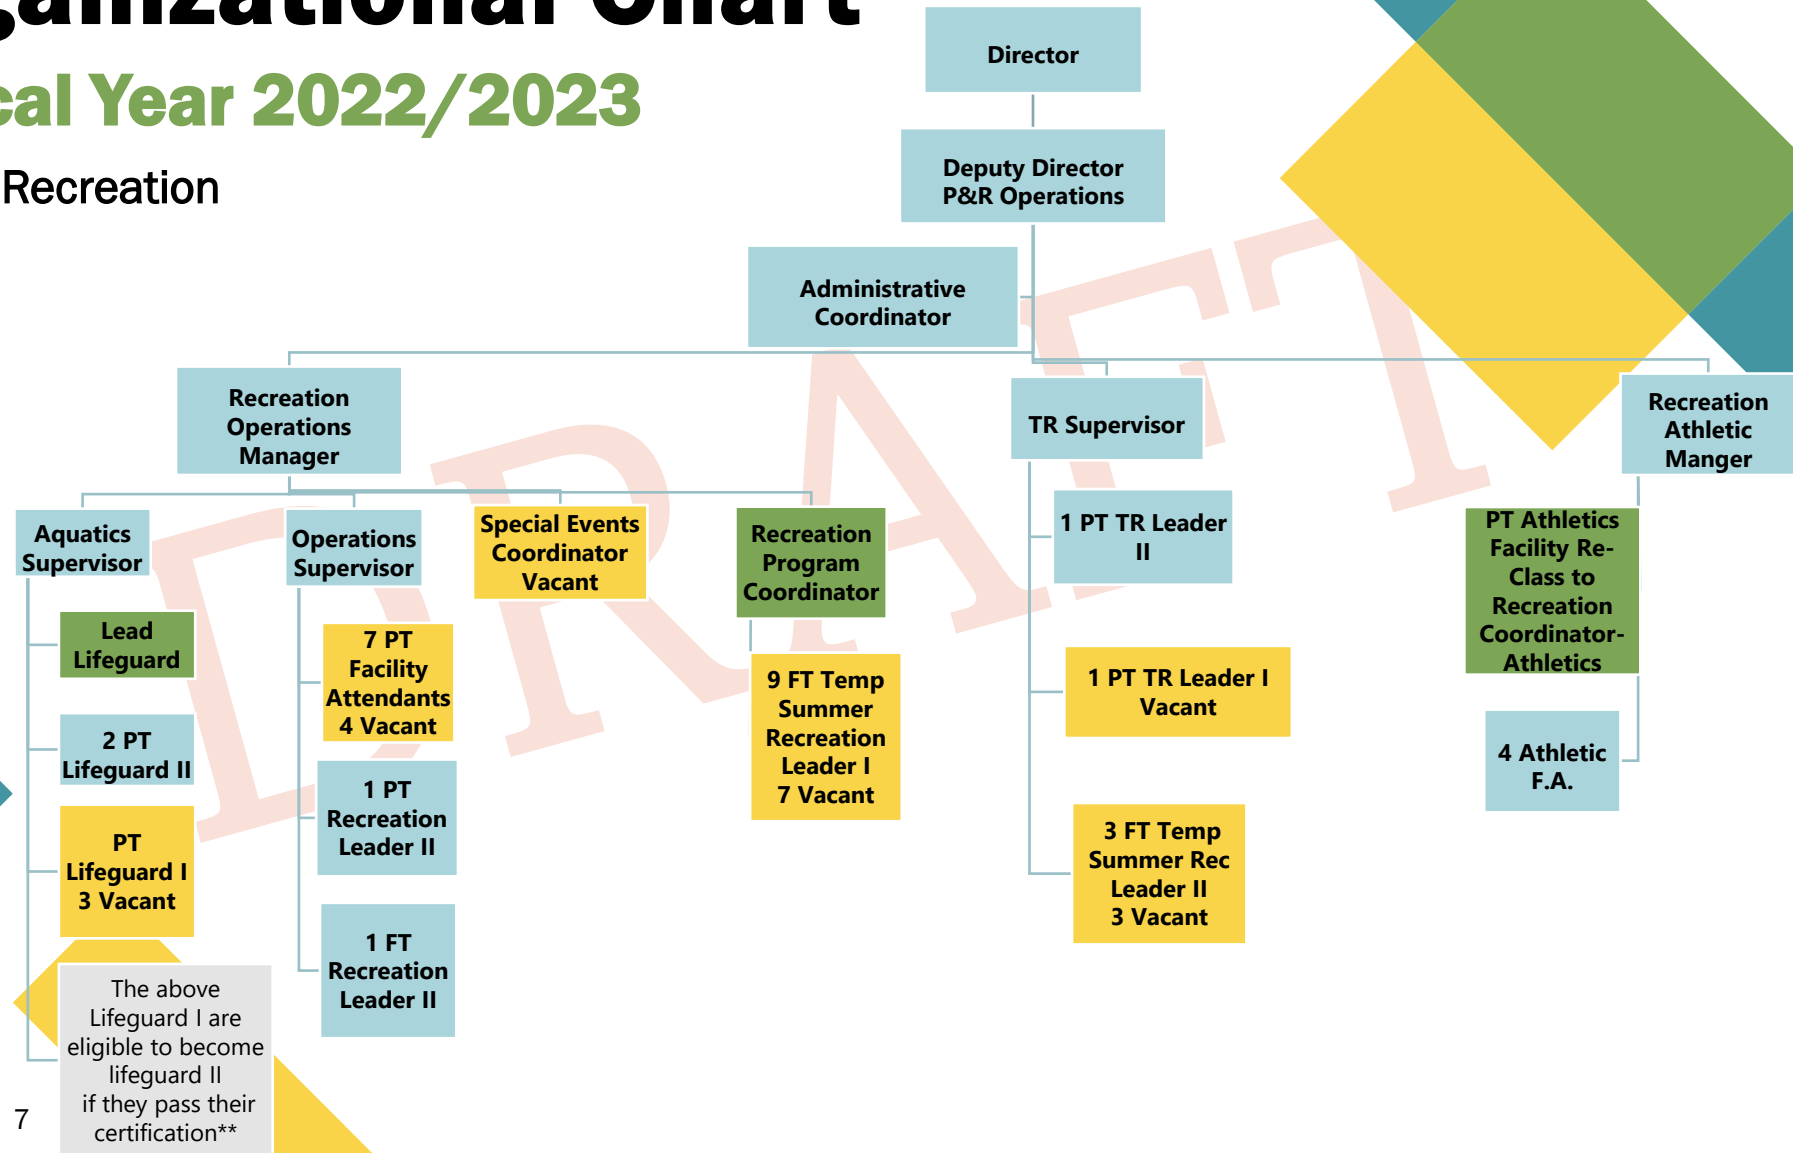 ganizational Chart
cal Year 2022/2023
Recreation
Director
Deputy Director
P&R Operations
Administrative
Coordinator
Recreation
Operations
Manager
TR Supervisor
Recreation
Athletic
Manger
Aquatics
Supervisor
Operations
Supervisor
Special Events
Coordinator
Vacant
Recreation
Program
Coordinator
1 PT TR Leader
II
PT Athletics
Facility Re-
Class to
Recreation
Coordinator-
Athletics
Lead
Lifeguard
7 PT
Facility
Attendants
4 Vacant
9 FT Temp
Summer
Recreation
Leader I
7 Vacant
1 PT TR Leader I
Vacant
2 PT
Lifeguard II
1 PT
Recreation
Leader II
4 Athletic
F.A.
PT
Lifeguard I
3 Vacant
3 FT Temp
Summer Rec
Leader II
3 Vacant
1 FT
Recreation
Leader II
The above
Lifeguard I are
eligible to become
lifeguard II
if they pass their
certification**
7
DRAFT